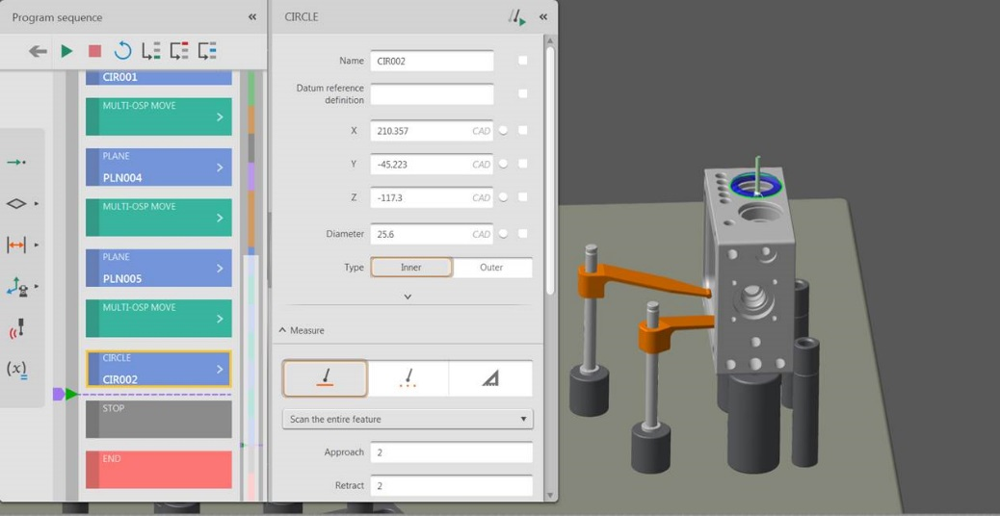 Program sequence
«
CIRCLE
«
CIR001
MULTI-OSP MOVE
PLANE
PLN004
MULTI-OSP MOVE
PLANE
PLN005
MULTI-OSP MOVE
CIRCLE
CIR002
STOP
END
(x)
Name CIR002
Datum reference
definition
X 210.357 CAD
Y -45.223 CAD
Z -117.3 CAD
Diameter 25.6 CAD
Type Inner Outer
Measure
Scan the entire feature
Approach 2
Retract 2